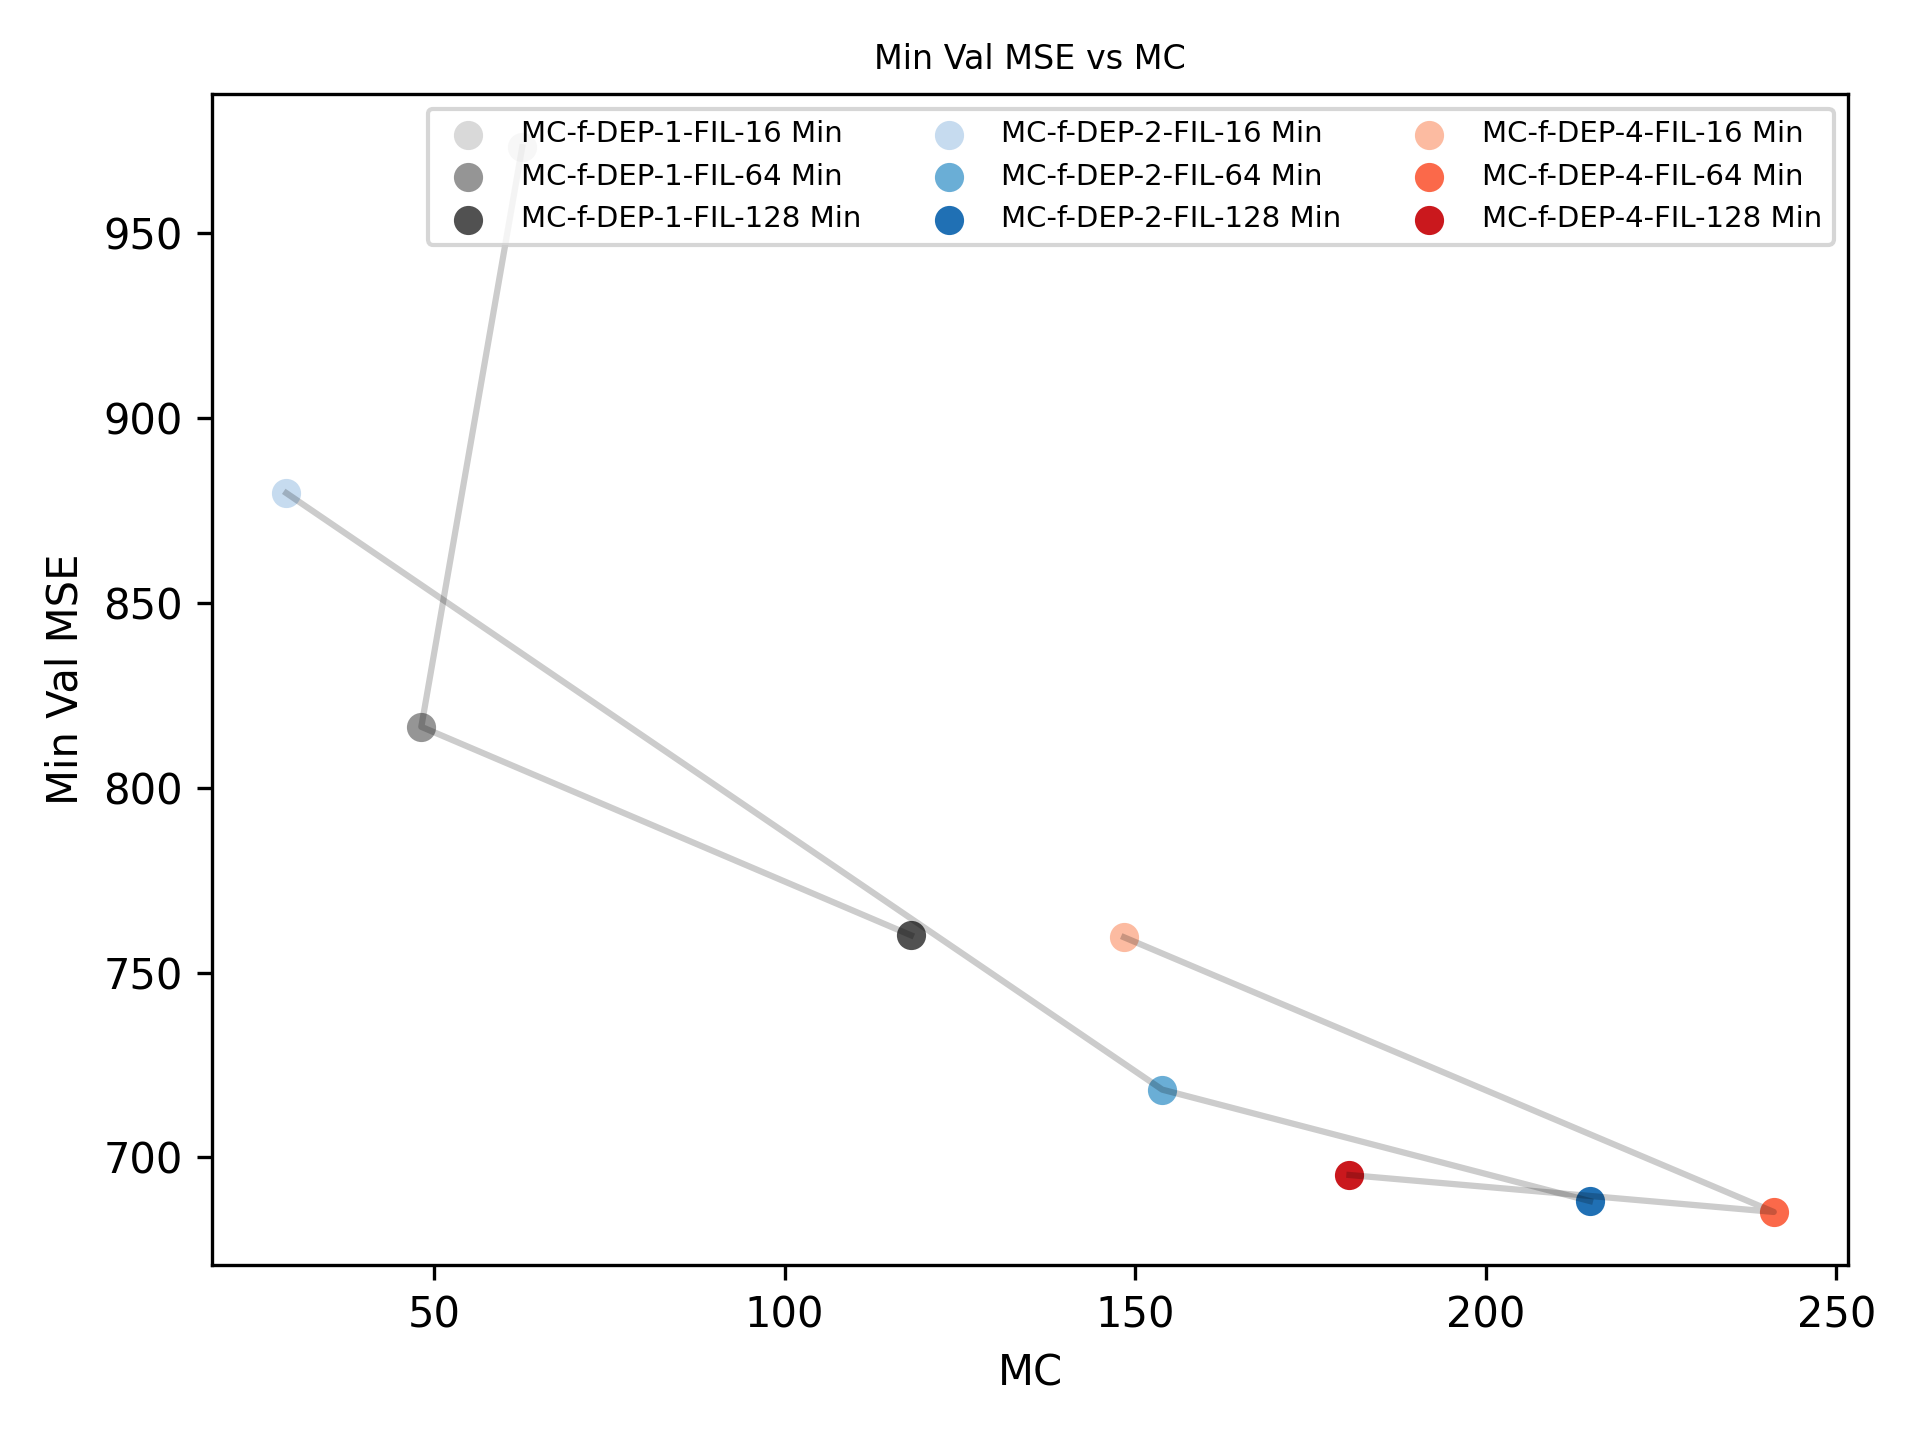 Min Val MSE vs MC
MC-f-DEP-1-FIL-16 Min
MC-f-DEP-1-FIL-64 Min
MC-f-DEP-1-FIL-128 Min
MC-f-DEP-2-FIL-16 Min
MC-f-DEP-2-FIL-64 Min
MC-f-DEP-2-FIL-128 Min
MC-f-DEP-4-FIL-16 Min
MC-f-DEP-4-FIL-64 Min
MC-f-DEP-4-FIL-128 Min
Min Val MSE
950
900
850
800
750
700
50 100 150 200 250
MC